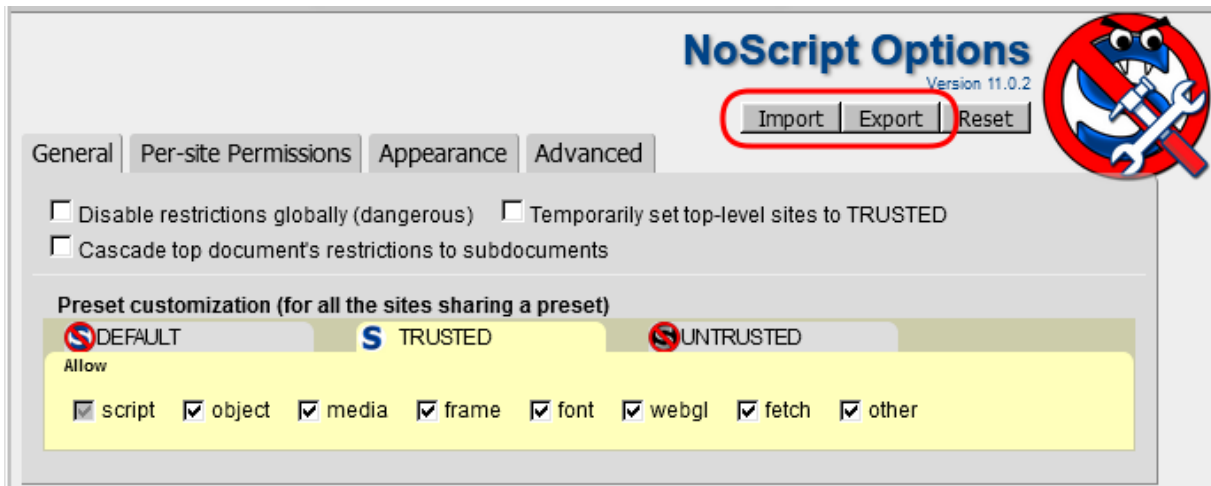 NoScript Options
Version 11.0.2
Import Export Reset
General Per-site Permissions Appearance Advanced
Disable restrictions globally (dangerous) Temporarily set top-level sites to TRUSTED
Cascade top document's restrictions to subdocuments
Preset customization (for all the sites sharing a preset)
DEFAULT TRUSTED UNTRUSTED
Allow
script object media frame font webgl fetch other